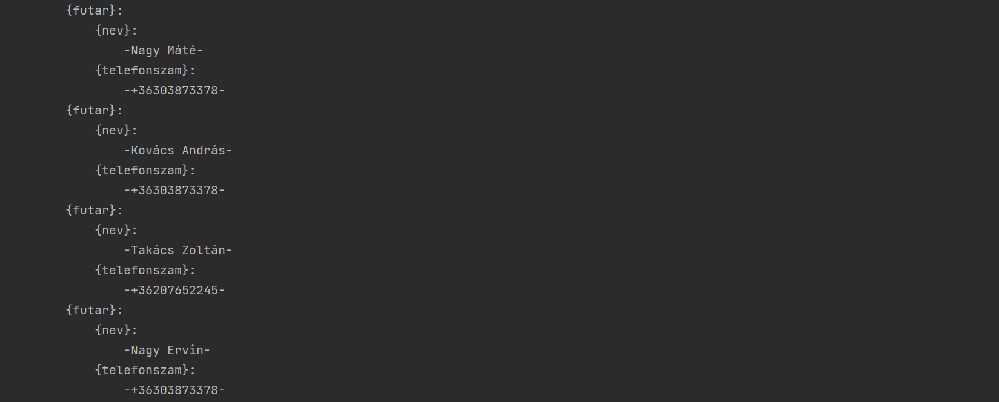 {futar}:
{nev}:
-Nagy Máté-
{telefonszam}:
-+36303873378-
{futar}:
{nev}:
-Kovács András-
{telefonszam}:
-+36303873378-
{futar}:
{nev}:
-Takács Zoltán-
{telefonszam}:
-+36207652245-
{futar}:
{nev}:
-Nagy Ervin-
{telefonszam}:
-+36303873378-